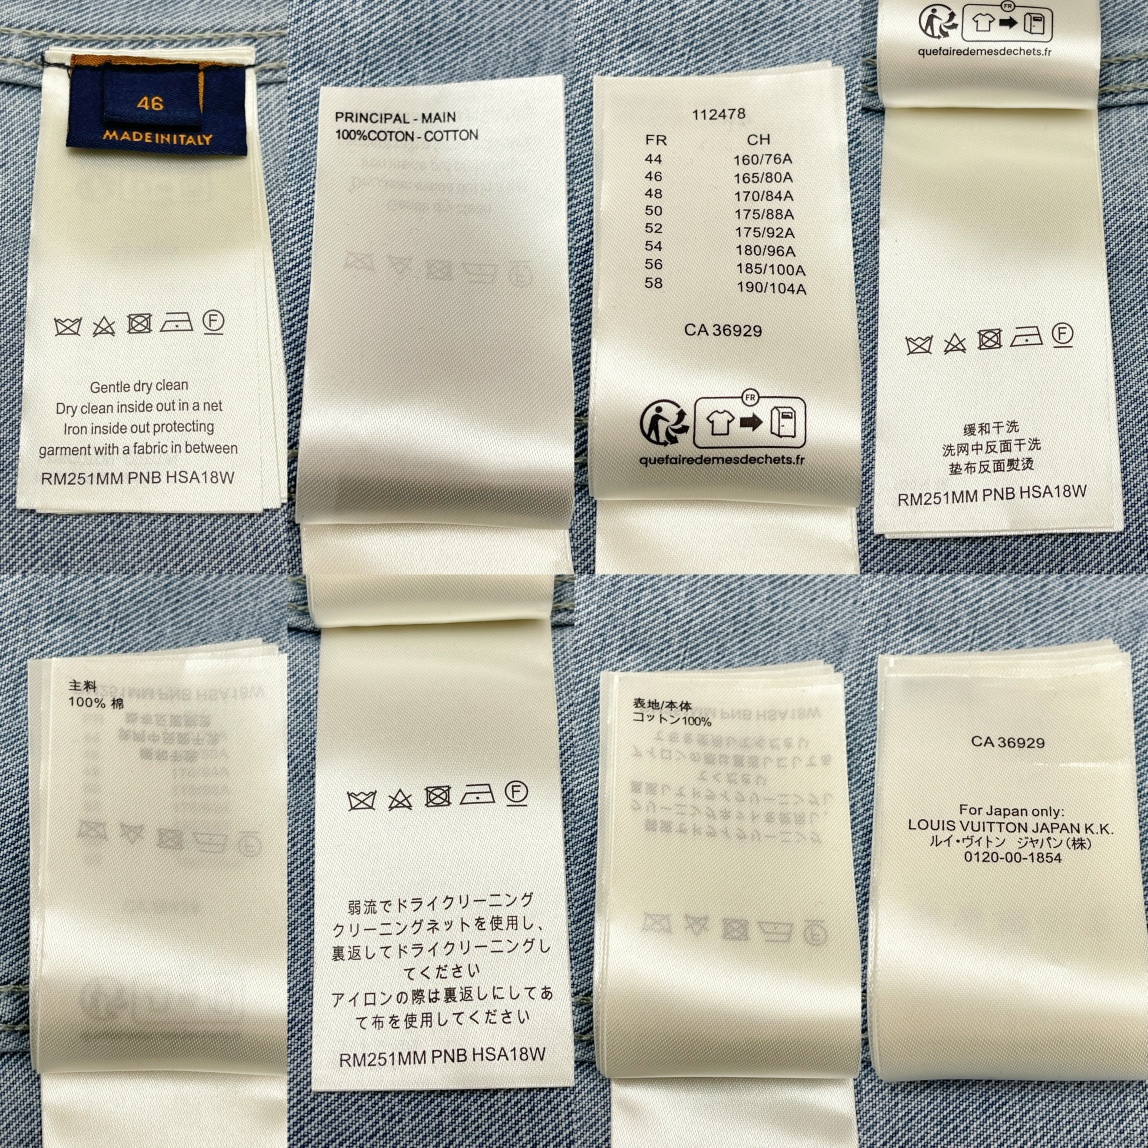 46
MADE IN ITALY
Gentle dry clean
Dry clean inside out in a net
Iron inside out protecting
garment with a fabric in between
RM251MM PNB HSA18W
PRINCIPAL - MAIN
100%COTON - COTTON
112478
FR CH
44 160/76A
46 165/80A
48 170/84A
50 175/88A
52 175/92A
54 180/96A
56 185/100A
58 190/104A
CA 36929
FR
quefairedemesdechets.fr
FR
quefairedemesdechets.fr
F
缓和干洗
洗网中反面干洗
垫布反面熨烫
RM251MM PNB HSA18W
主料
100% 棉
F
弱流でドライクリーニング
クリーニングネットを使用し、
裏返してドライクリーニングし
てください
アイロンの際は裏返しにしてあ
て布を使用してください
RM251MM PNB HSA18W
表地/本体
コットン100%
CA 36929
For Japan only:
LOUIS VUITTON JAPAN K.K.
ルイ・ヴィトン ジャパン(株)
0120-00-1854